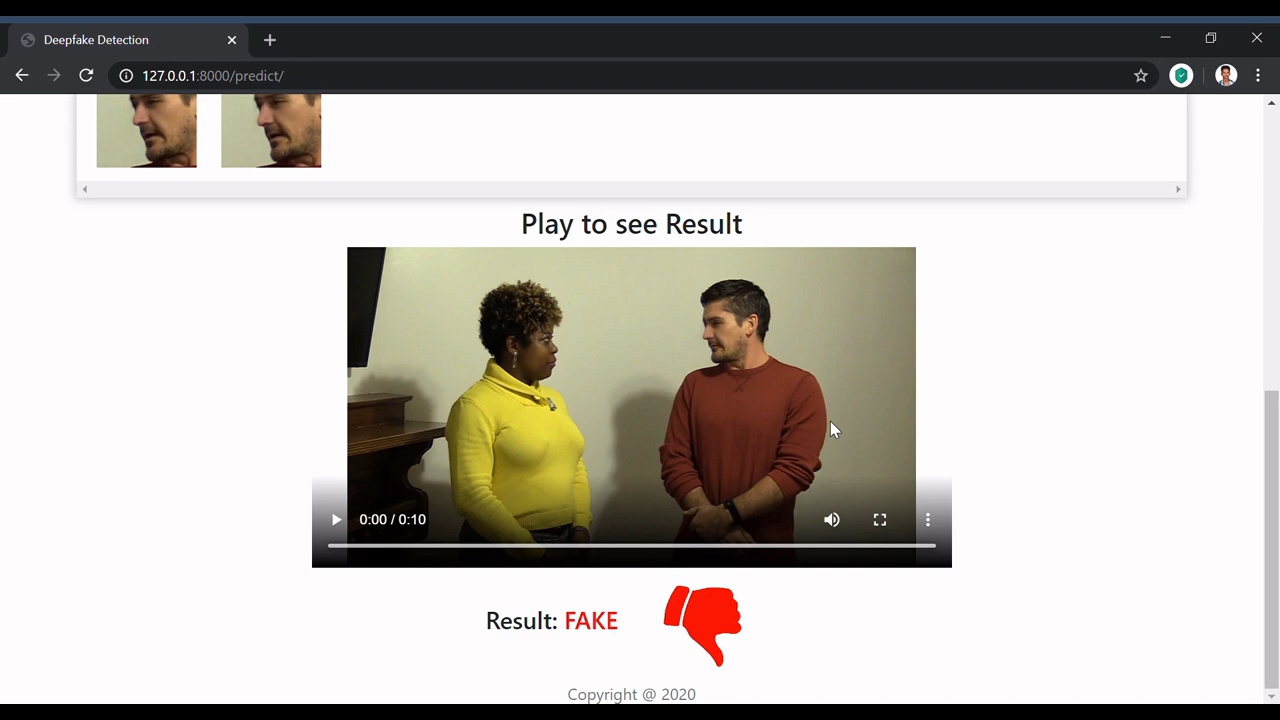 Deepfake Detection
127.0.0.1:8000/predict/
Play to see Result
0:00 / 0:10
Result: FAKE
Copyright @ 2020